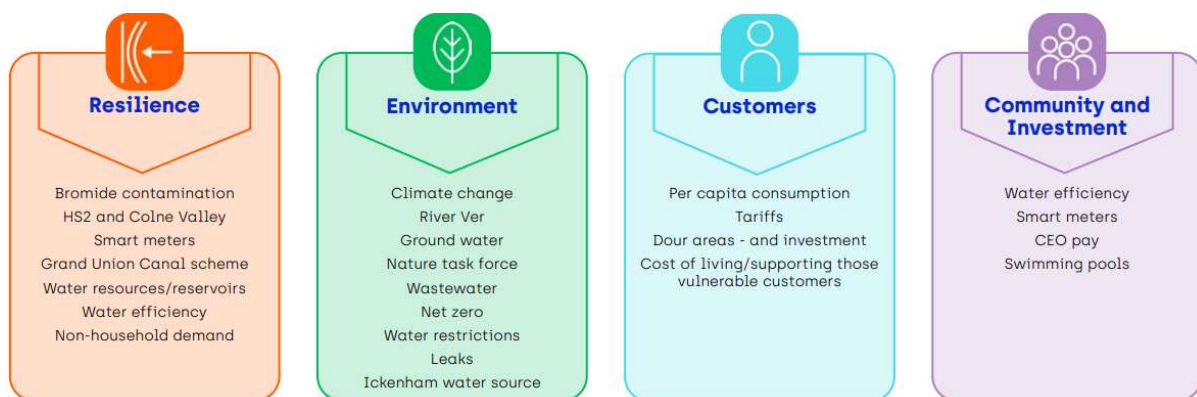 Resilience
Bromide contamination
HS2 and Colne Valley
Smart meters
Grand Union Canal scheme
Water resources/reservoirs
Water efficiency
Non-household demand
Environment
Climate change
River Ver
Ground water
Nature task force
Wastewater
Net zero
Water restrictions
Leaks
Ickenham water source
Customers
Per capita consumption
Tariffs
Dour areas - and investment
Cost of living/supporting those
vulnerable customers
Community and
Investment
Water efficiency
Smart meters
CEO pay
Swimming pools